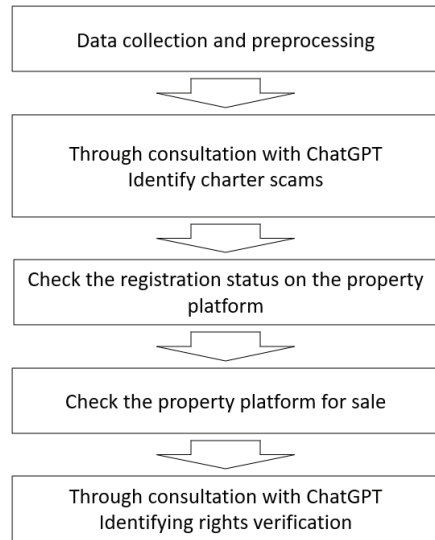 Data collection and preprocessing
Through consultation with ChatGPT
Identify charter scams
Check the registration status on the property
platform
Check the property platform for sale
Through consultation with ChatGPT
Identifying rights verification